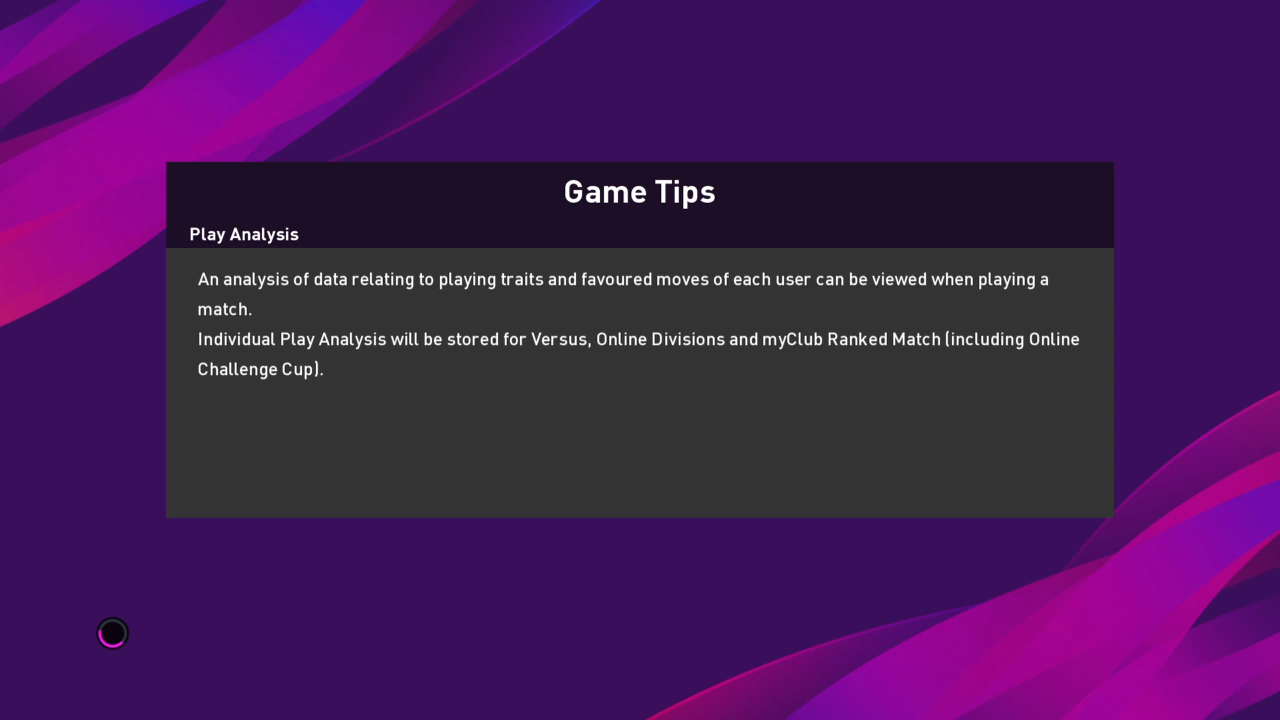 Game Tips
Play Analysis
An analysis of data relating to playing traits and favoured moves of each user can be viewed when playing a
match.
Individual Play Analysis will be stored for Versus, Online Divisions and myClub Ranked Match (including Online
Challenge Cup).